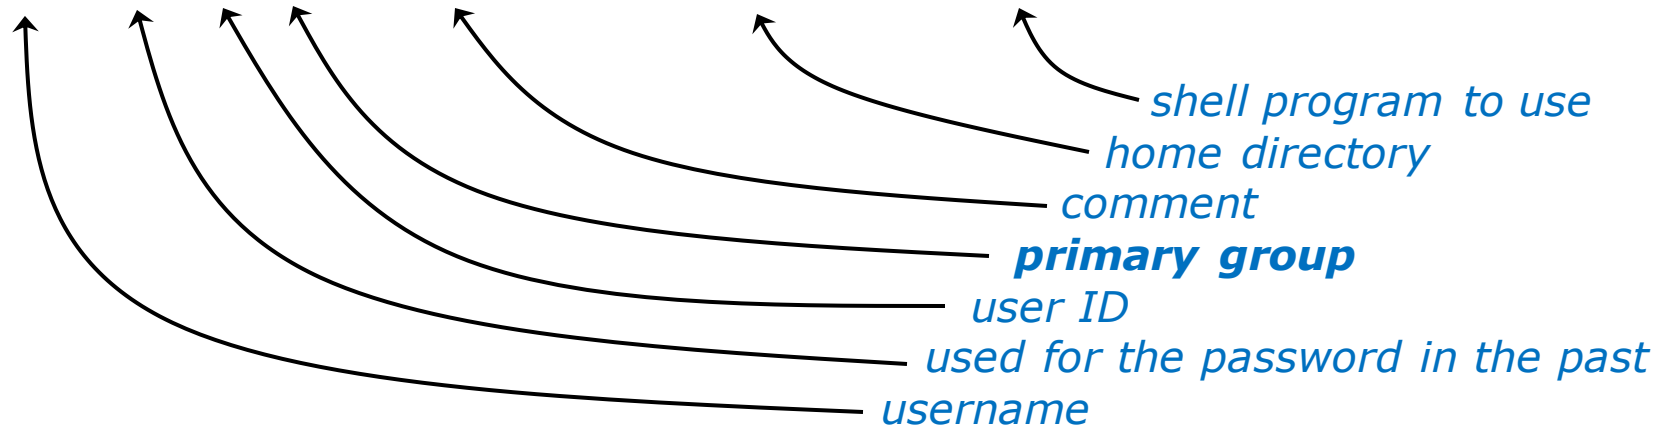 shell program to use
home directory
comment
primary group
user ID
used for the password in the past
username